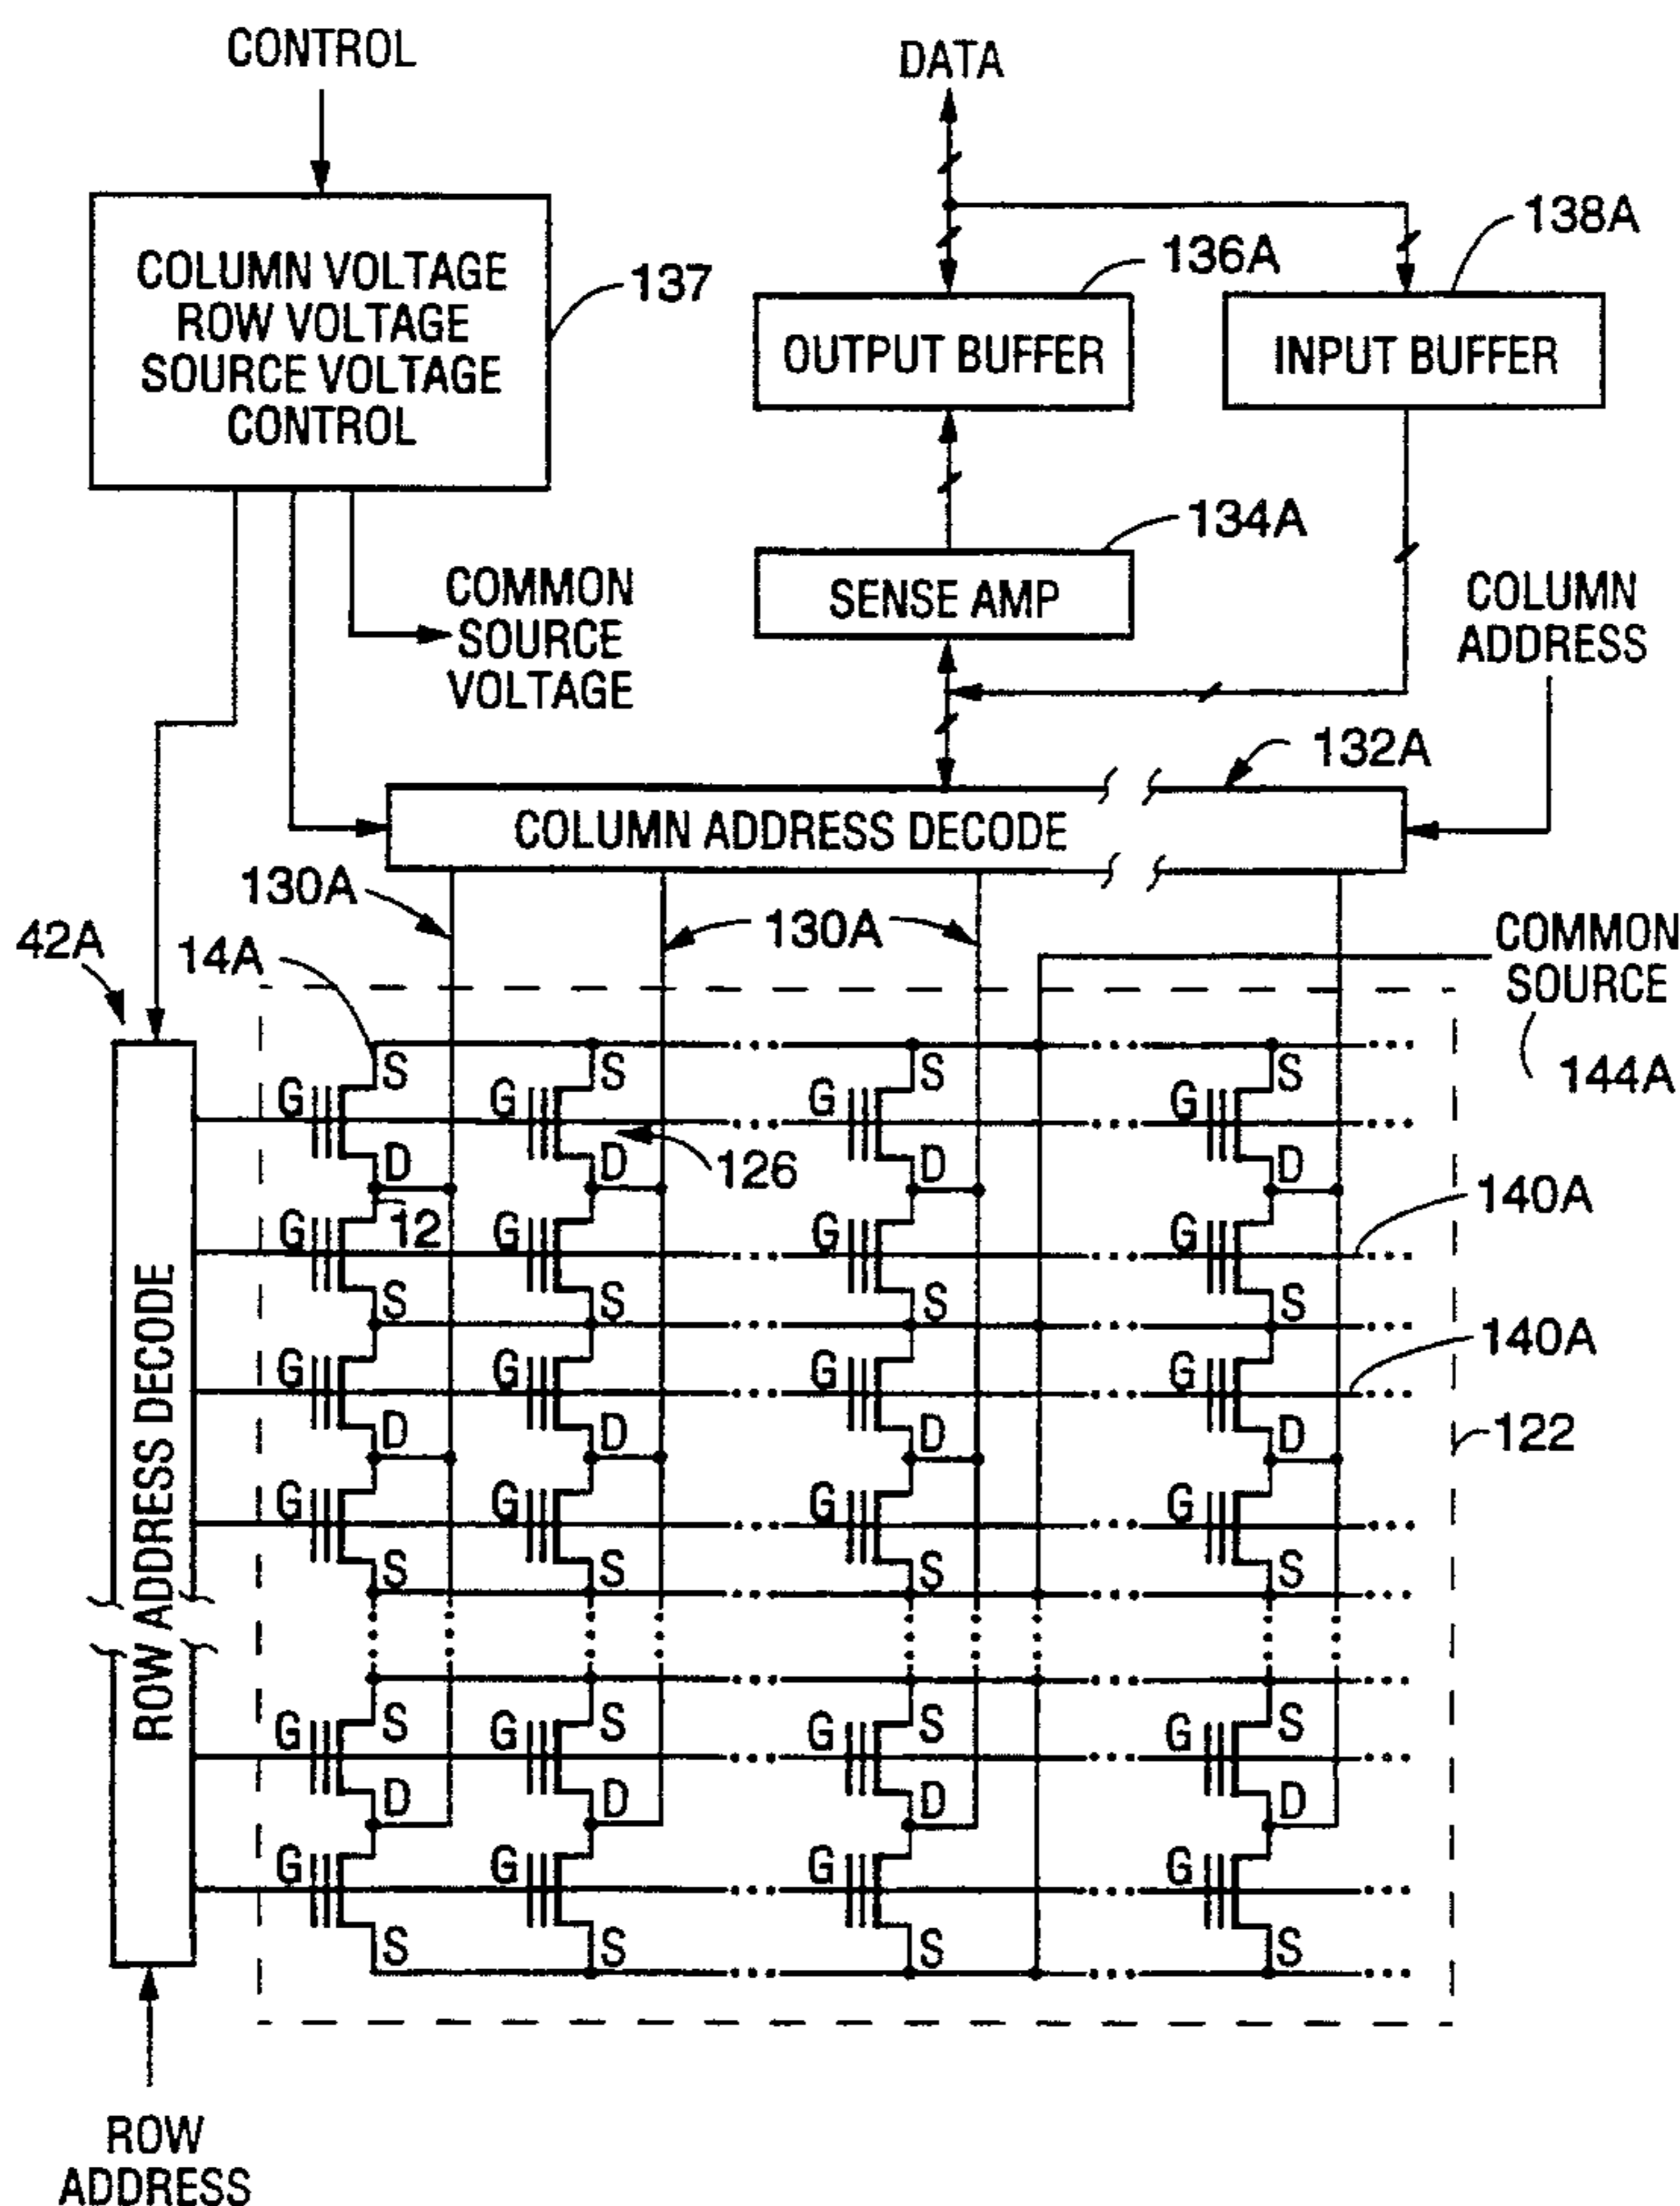 CONTROL
DATA
138A
136A
COLUMN VOLTAGE
ROW VOLTAGE
SOURCE VOLTAGE
CONTROL
137
OUTPUT BUFFER
INPUT BUFFER
134A
COMMON
SOURCE
VOLTAGE
SENSE AMP
COLUMN
ADDRESS
132A
COLUMN ADDRESS DECODE
130A
130A
42A
14A
COMMON
SOURCE
144A
S S S S
G G G G
D D D D
126
12
140A
G G G G
S S S S
140A
G G G G
D D D D
122
G G G G
S S S S
ROW ADDRESS DECODE
S S S S
G G G G
D D D D
G G G G
S S S S
ROW
ADDRESS